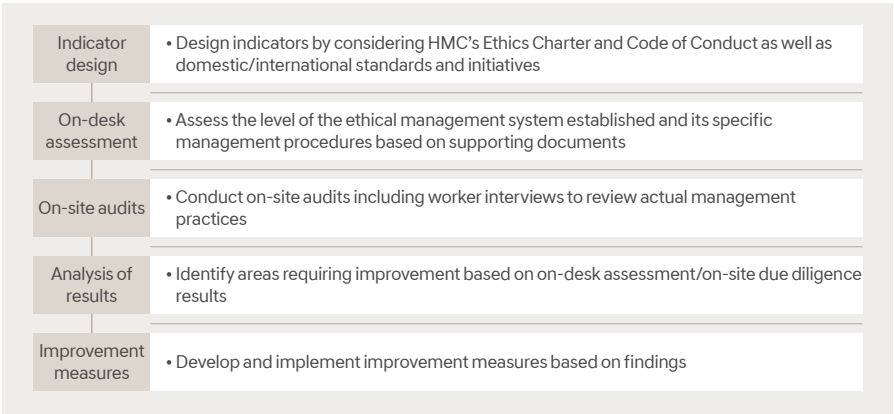 Indicator
design
• Design indicators by considering HMC's Ethics Charter and Code of Conduct as well as
domestic/international standards and initiatives
On-desk
assessment
• Assess the level of the ethical management system established and its specific
management procedures based on supporting documents
On-site audits
• Conduct on-site audits including worker interviews to review actual management
practices
Analysis of
results
• Identify areas requiring improvement based on on-desk assessment/on-site due diligence
results
Improvement
measures
• Develop and implement improvement measures based on findings